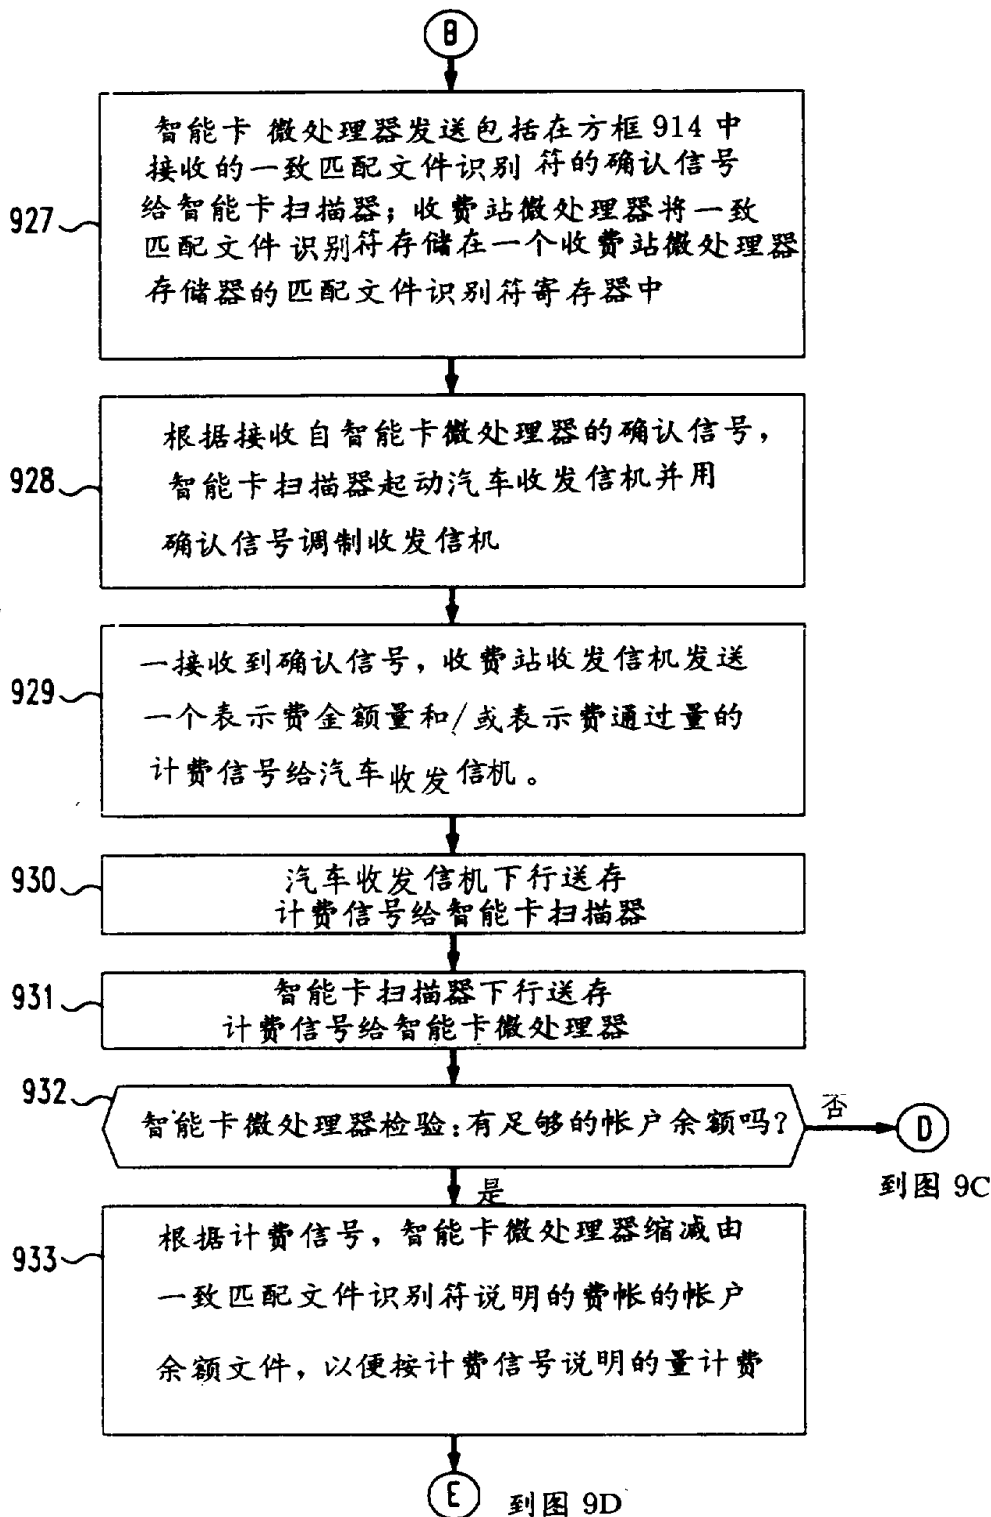 B
927
智能卡 微处理器发送包括在方框 914 中
接收的一致匹配文件识别 符的确认信号
给智能卡扫描器；收费站微处理器将一致
匹配文件 识别符存储在一个收费站微处理器
存储器的匹配文件识别符寄存器中
928
根据接收自智能卡微处理器的确认信号，
智能卡扫描器起动汽车收发信机并用
确认信号调制收发信机
929
一接收到确认信号，收费站收发信机发送
一个表示费金额量和/或表示费通过量的
计费信号给汽车收发信机。
930
汽车收发信机下行送存
计费信号给智能卡扫描器
931
智能卡扫描器下行送存
计费信号给智能卡微处理器
932
智能卡微处理器检验：有足够的帐户余额吗？
否
D
到图 9C
是
933
根据计费信号，智能卡微处理器缩减由
一致匹配文件识别符说明的费帐的帐户
余额文件，以便按计费信号说明的量计费
E
到图 9D